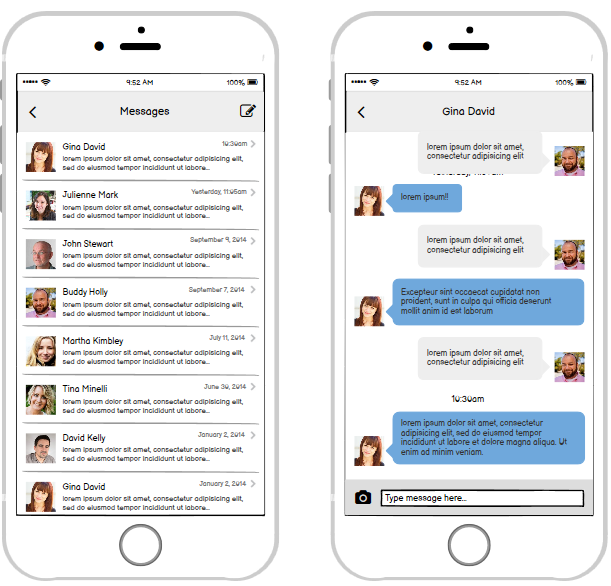 9:52 AM
100%
Messages
Gina David
10:30am
lorem ipsum dolor sit amet, consectetur adipisicing elit,
sed do eiusmod tempor incididunt ut labore...
Julienne Mark
Yesterday, 11:05am
lorem ipsum dolor sit amet, consectetur adipisicing elit,
sed do eiusmod tempor incididunt ut labore...
John Stewart
September 9, 2014
lorem ipsum dolor sit amet, consectetur adipisicing elit,
sed do eiusmod tempor incididunt ut labore...
Buddy Holly
September 7, 2014
lorem ipsum dolor sit amet, consectetur adipisicing elit,
sed do eiusmod tempor incididunt ut labore...
Martha Kimbley
July 11, 2014
lorem ipsum dolor sit amet, consectetur adipisicing elit,
sed do eiusmod tempor incididunt ut labore...
Tina Minelli
June 30, 2014
lorem ipsum dolor sit amet, consectetur adipisicing elit,
sed do eiusmod tempor incididunt ut labore...
David Kelly
January 2, 2014
lorem ipsum dolor sit amet, consectetur adipisicing elit,
sed do eiusmod tempor incididunt ut labore...
Gina David
January 2, 2014
lorem ipsum dolor sit amet, consectetur adipisicing elit,
sed do eiusmod tempor incididunt ut labore...
9:52 AM
100%
Gina David
lorem ipsum dolor sit amet,
consectetur adipisicing elit
lorem ipsum!!
lorem ipsum dolor sit amet,
consectetur adipisicing elit
Excepteur sint occaecat cupidatat non
proident, sunt in culpa qui officia deserunt
mollit anim id est laborum
lorem ipsum dolor sit amet,
consectetur adipisicing elit
10:30am
lorem ipsum dolor sit amet, consectetur
adipisicing elit, sed do eiusmod tempor
incididunt ut labore et dolore magna aliqua. Ut
enim ad minim veniam.
Type message here...